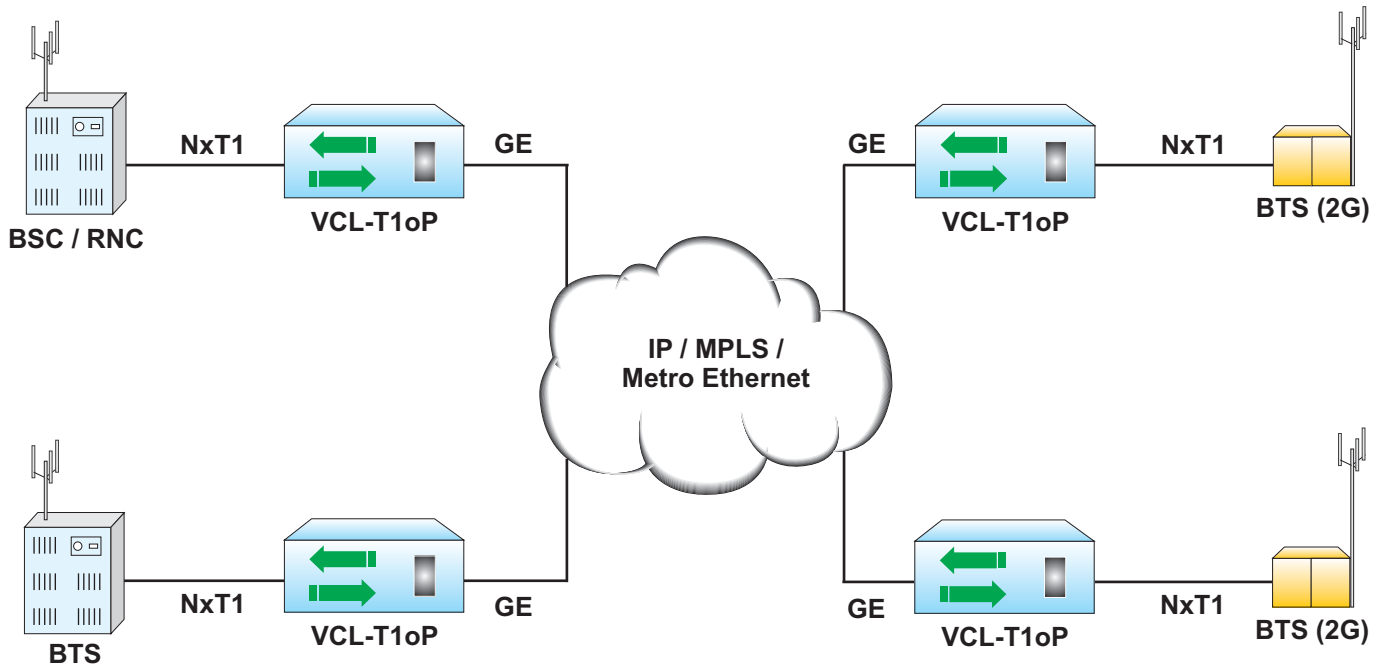 NxT1
GE
GE
NxT1
VCL-T1oP
VCL-T1oP
BTS (2G)
BSC / RNC
IP / MPLS /
Metro Ethernet
NxT1
GE
GE
NxT1
VCL-T1oP
VCL-T1oP
BTS (2G)
BTS